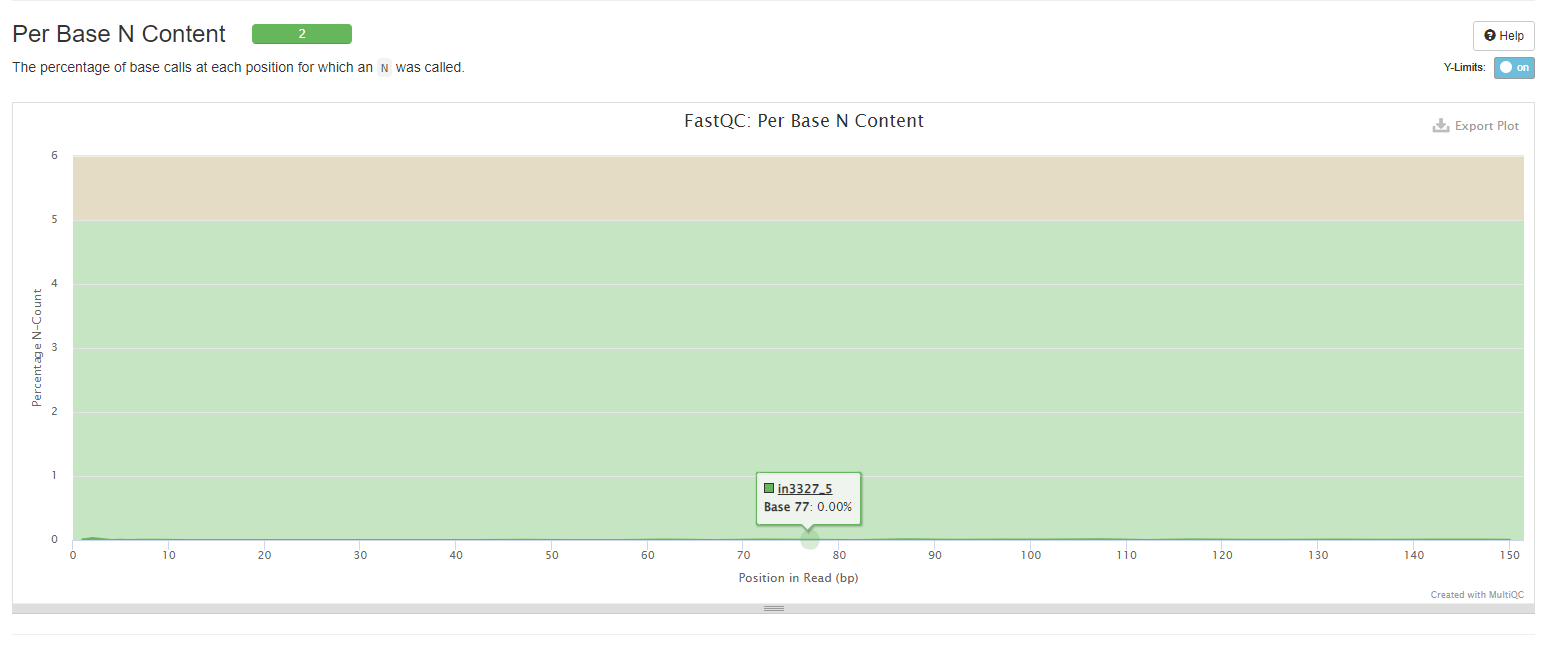 Per Base N Content 2
Help
The percentage of base calls at each position for which an N was called.
Y-Limits: on
FastQC: Per Base N Content
Export Plot
Percentage N-Count
6
5
4
3
2
1
0
in3327_5
Base 77: 0.00%
0 10 20 30 40 50 60 70 80 90 100 110 120 130 140 150
Position in Read (bp)
Created with MultiQC